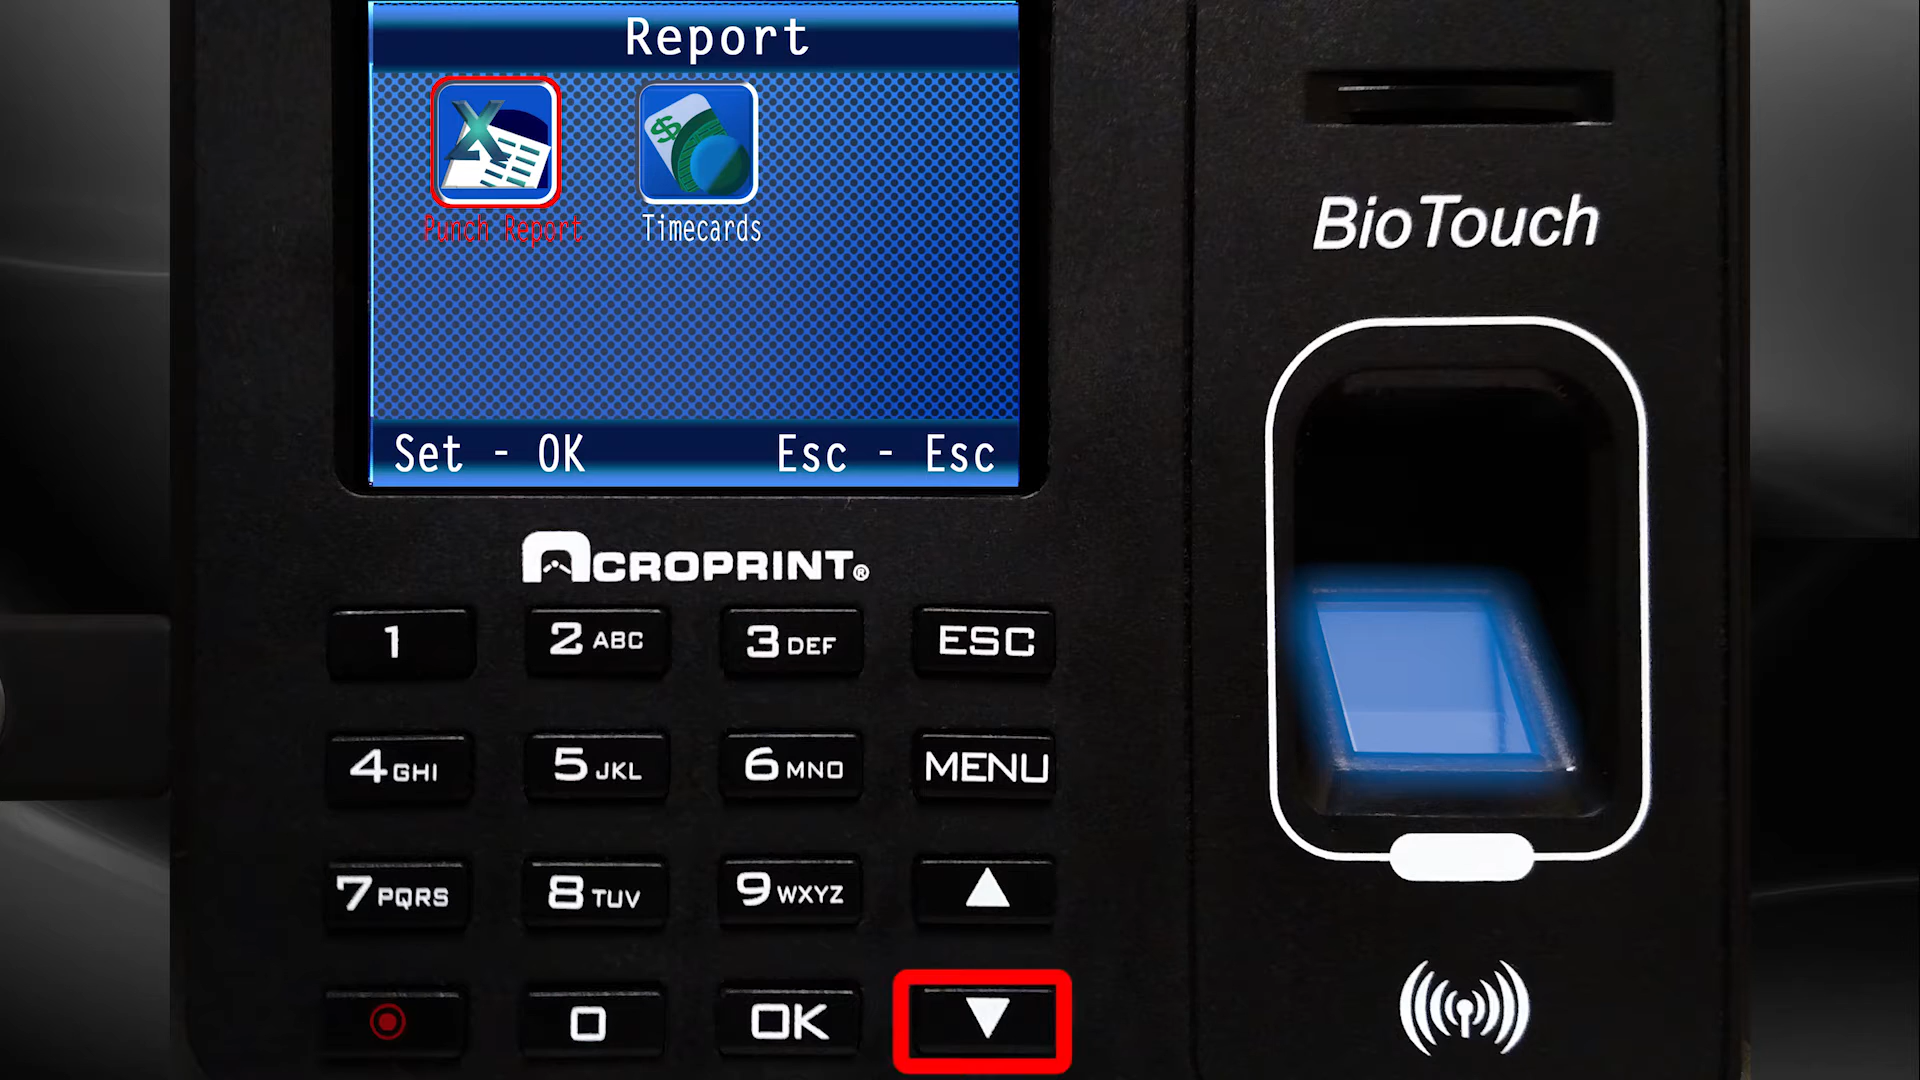 Report
Punch Report
Timecards
Set - OK
Esc - Esc
BioTouch
ACROPRINT®
1
2 ABC
3 DEF
ESC
4 GHI
5 JKL
6 MNO
MENU
7 PQRS
8 TUV
9 WXYZ
0
OK